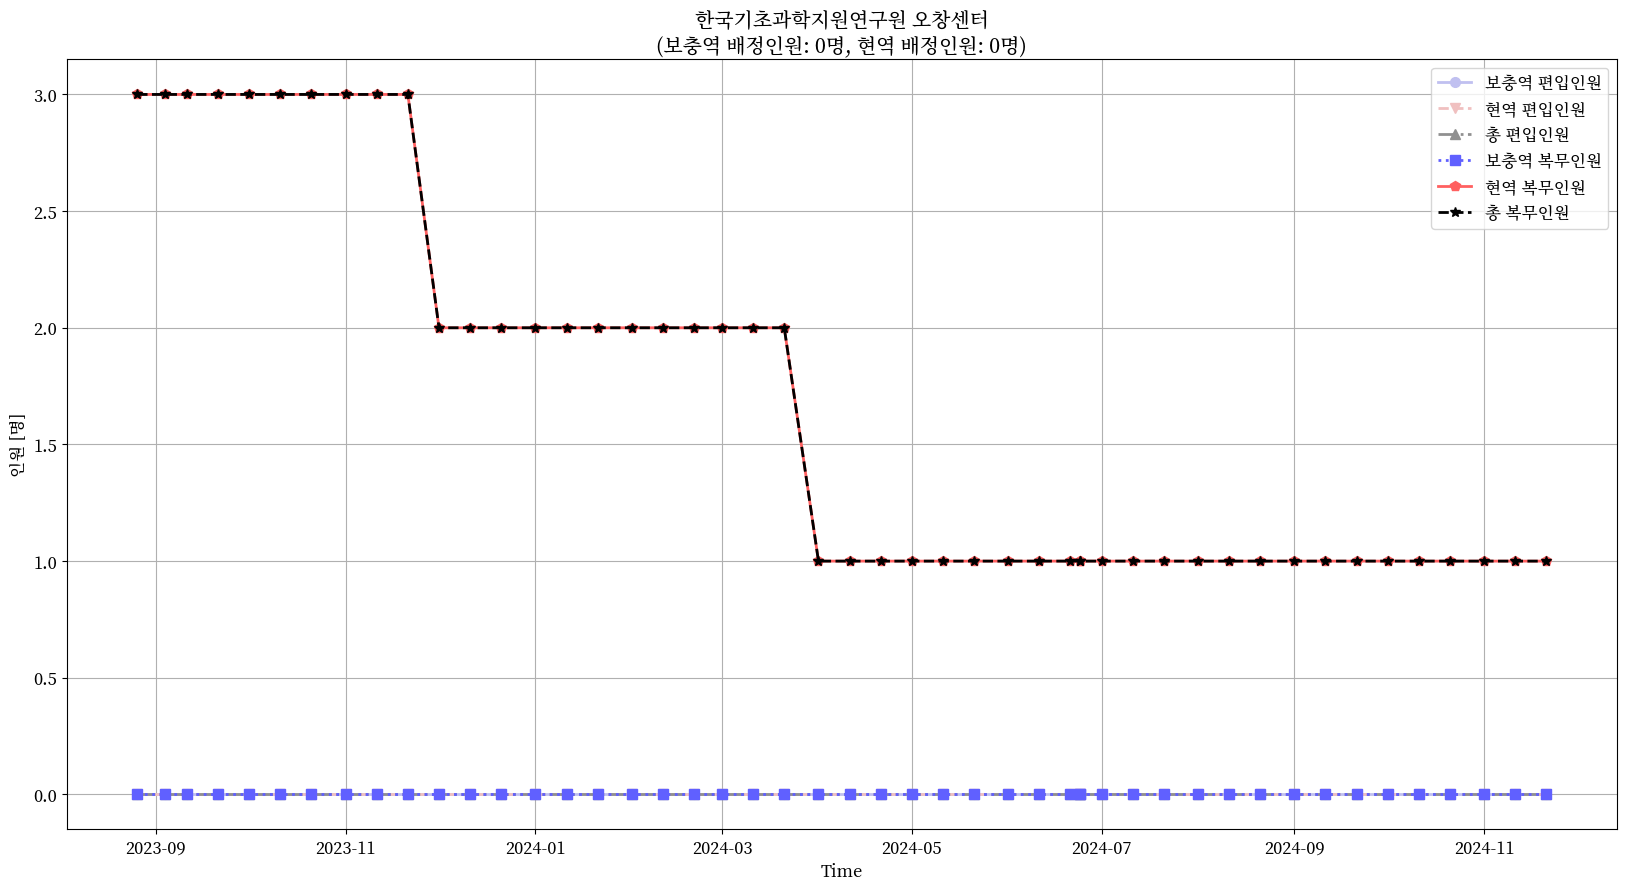 한국기초과학지원연구원 오창센터
(보충역 배정인원: 0명, 현역 배정인원: 0명)
보충역 편입인원
현역 편입인원
총 편입인원
보충역 복무인원
현역 복무인원
총 복무인원
3.0
2.5
2.0
1.5
1.0
0.5
0.0
인원 [명]
2023-09
2023-11
2024-01
2024-03
2024-05
2024-07
2024-09
2024-11
Time